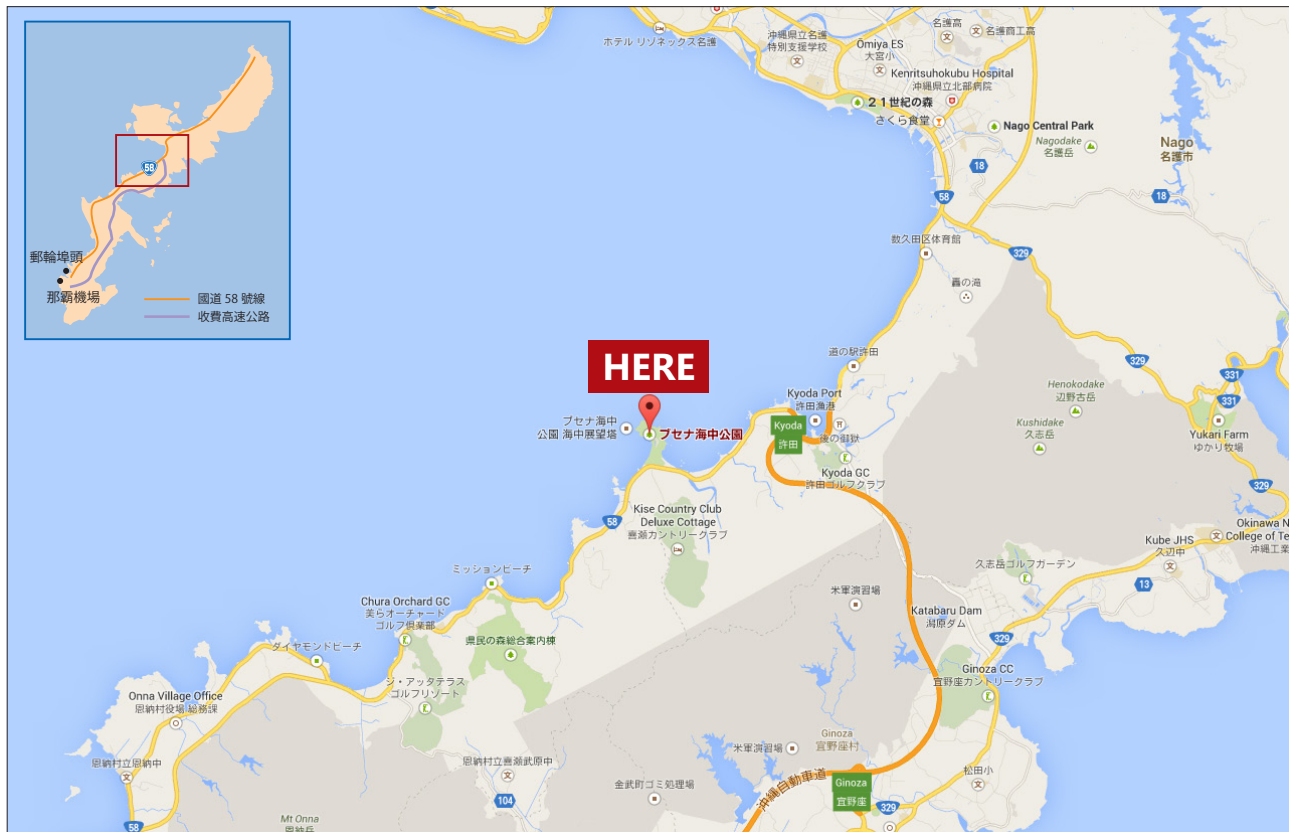 58
郵輪埠頭
那霸機場
國道 58 號線
收費高速公路
ホテル リゾネックス名護
沖縄県立名護
特別支援学校
名護高
名護商工高
Ōmiya ES
大宮小
Kenritsuhokubu Hospital
沖縄県立北部病院
21世紀の森
さくら食堂
Nago Central Park
Nagodake
名護岳
Nago
名護市
18
18
58
329
数久田区体育館
轟の滝
HERE
道の駅許田
329
331
329
331
Henokodake
辺野古岳
Kushidake
久志岳
Yukari Farm
ゆかり牧場
Kyoda Port
許田漁港
Kyoda
許田
後の御嶽
ブセナ海中
公園 海中展望塔
ブセナ海中公園
Kyoda GC
許田ゴルフクラブ
329
Kise Country Club
Deluxe Cottage
喜瀬カントリークラブ
58
Okinawa N
College of Te
沖縄工業
Kube JHS
久辺中
久志岳ゴルフガーデン
13
ミッションビーチ
米軍演習場
Chura Orchard GC
美らオーチャード
ゴルフ倶楽部
Katabaru Dam
潟原ダム
329
県民の森総合案内棟
ダイヤモンドビーチ
Ginoza CC
宜野座カントリークラブ
ジ・アッタテラス
ゴルフリゾート
Onna Village Office
恩納村役場 総務課
Ginoza
宜野座村
米軍演習場
恩納村立恩納中
恩納村立喜瀬武原中
金武町ゴミ処理場
沖縄自動車道
Ginoza
宜野座
松田小
104
329
Mt Onna
恩納岳
58